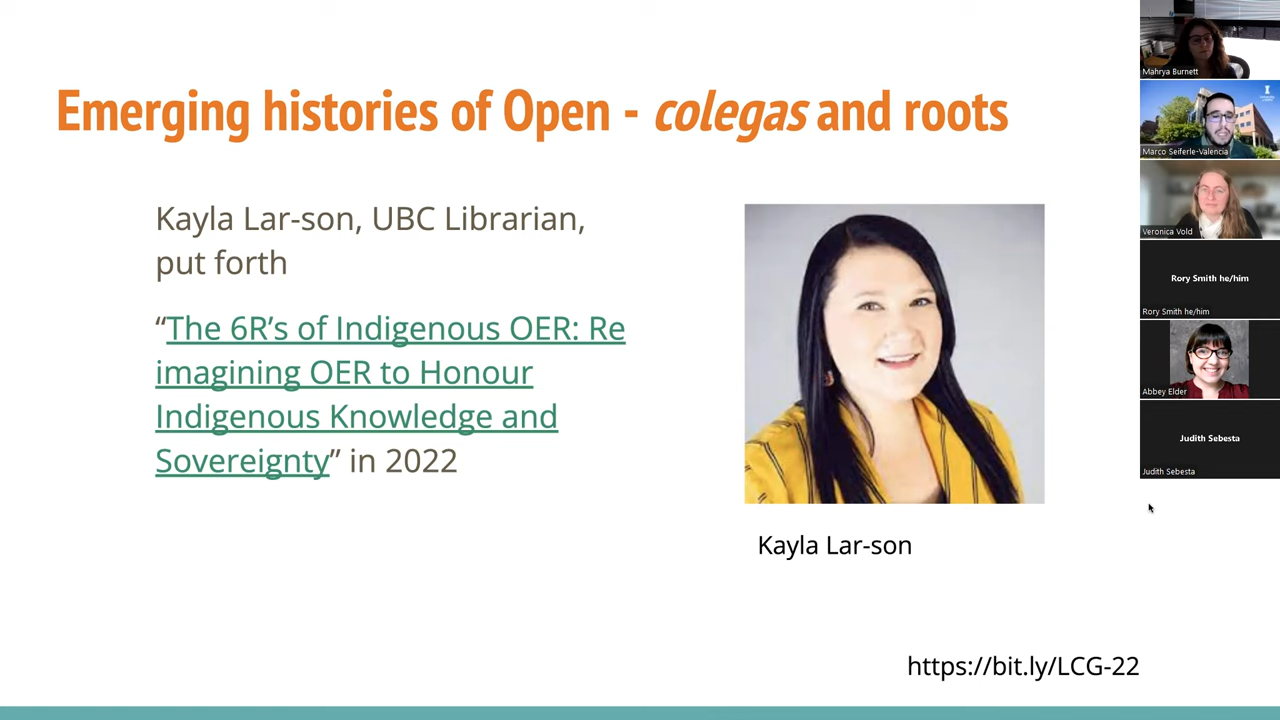 Emerging histories of Open - colegas and roots
Kayla Lar-son, UBC Librarian,
put forth
“The 6R’s of Indigenous OER: Re
imagining OER to Honour
Indigenous Knowledge and
Sovereignty” in 2022
Kayla Lar-son
https://bit.ly/LCG-22
Mahrya Burnett
Marco Seiferle-Valencia
Veronica Vold
Rory Smith he/him
Rory Smith he/him
Abbey Elder
Judith Sebesta
Judith Sebesta